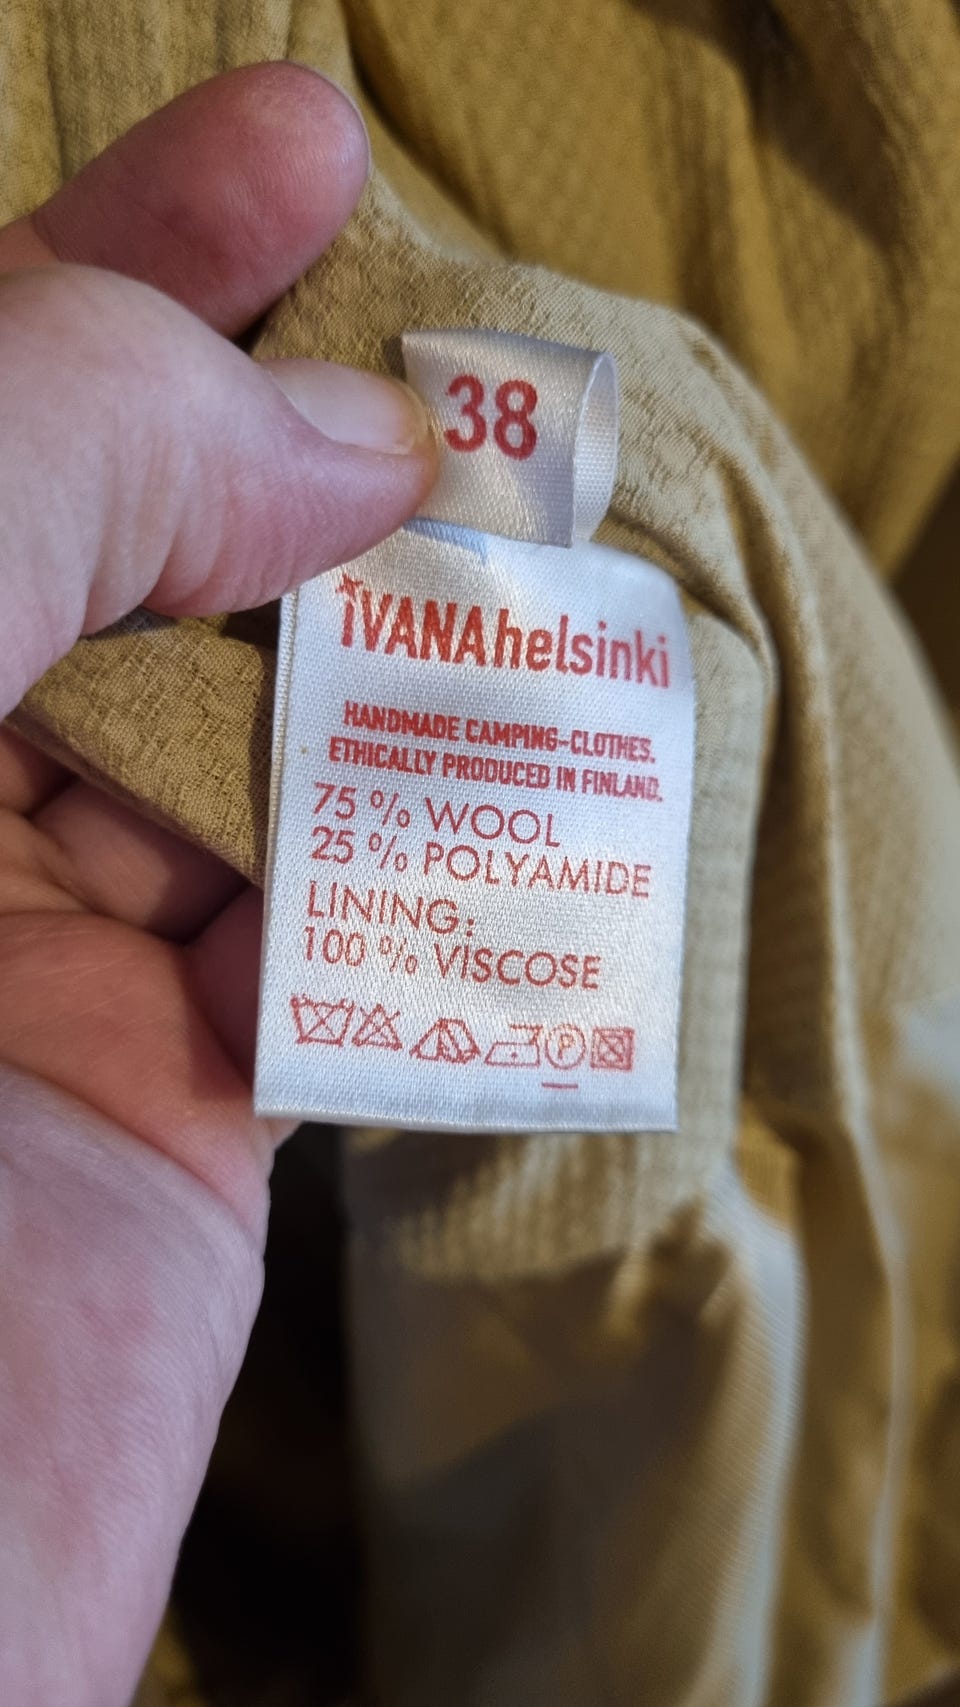 38
iVANAhelsinki
HANDMADE CAMPING-CLOTHES.
ETHICALLY PRODUCED IN FINLAND.
75 % WOOL
25 % POLYAMIDE
LINING:
100 % VISCOSE
P